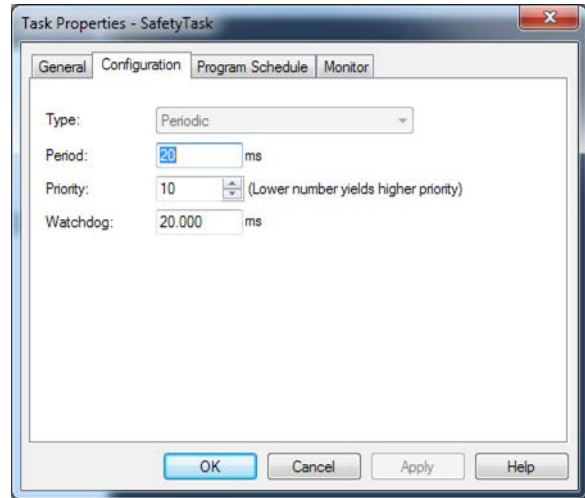 Task Properties - SafetyTask
General Configuration Program Schedule Monitor
Type: Periodic
Period: 20 ms
Priority: 10 (Lower number yields higher priority)
Watchdog: 20.000 ms
OK Cancel Apply Help